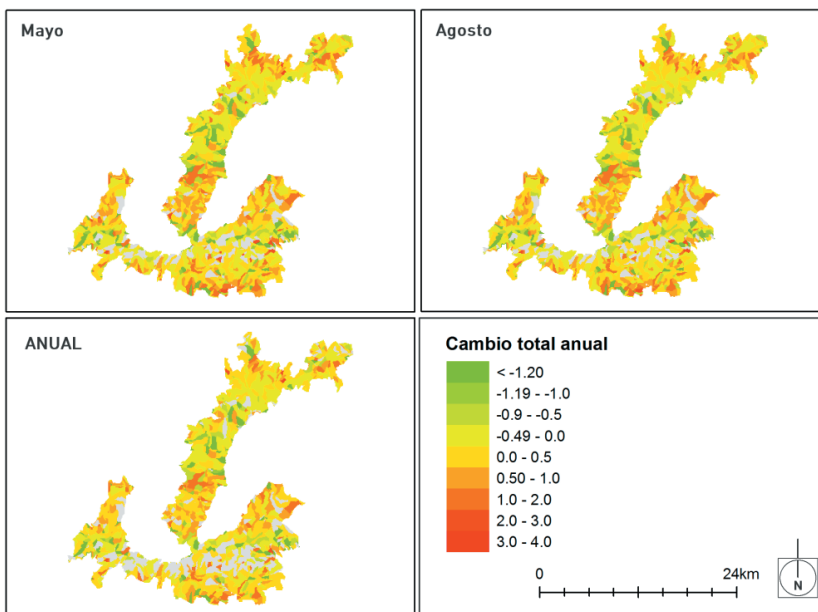 Mayo
Agosto
ANUAL
Cambio total anual
< -1.20
-1.19 - -1.0
-0.9 - -0.5
-0.49 - 0.0
0.0 - 0.5
0.50 - 1.0
1.0 - 2.0
2.0 - 3.0
3.0 - 4.0
0 24km
N